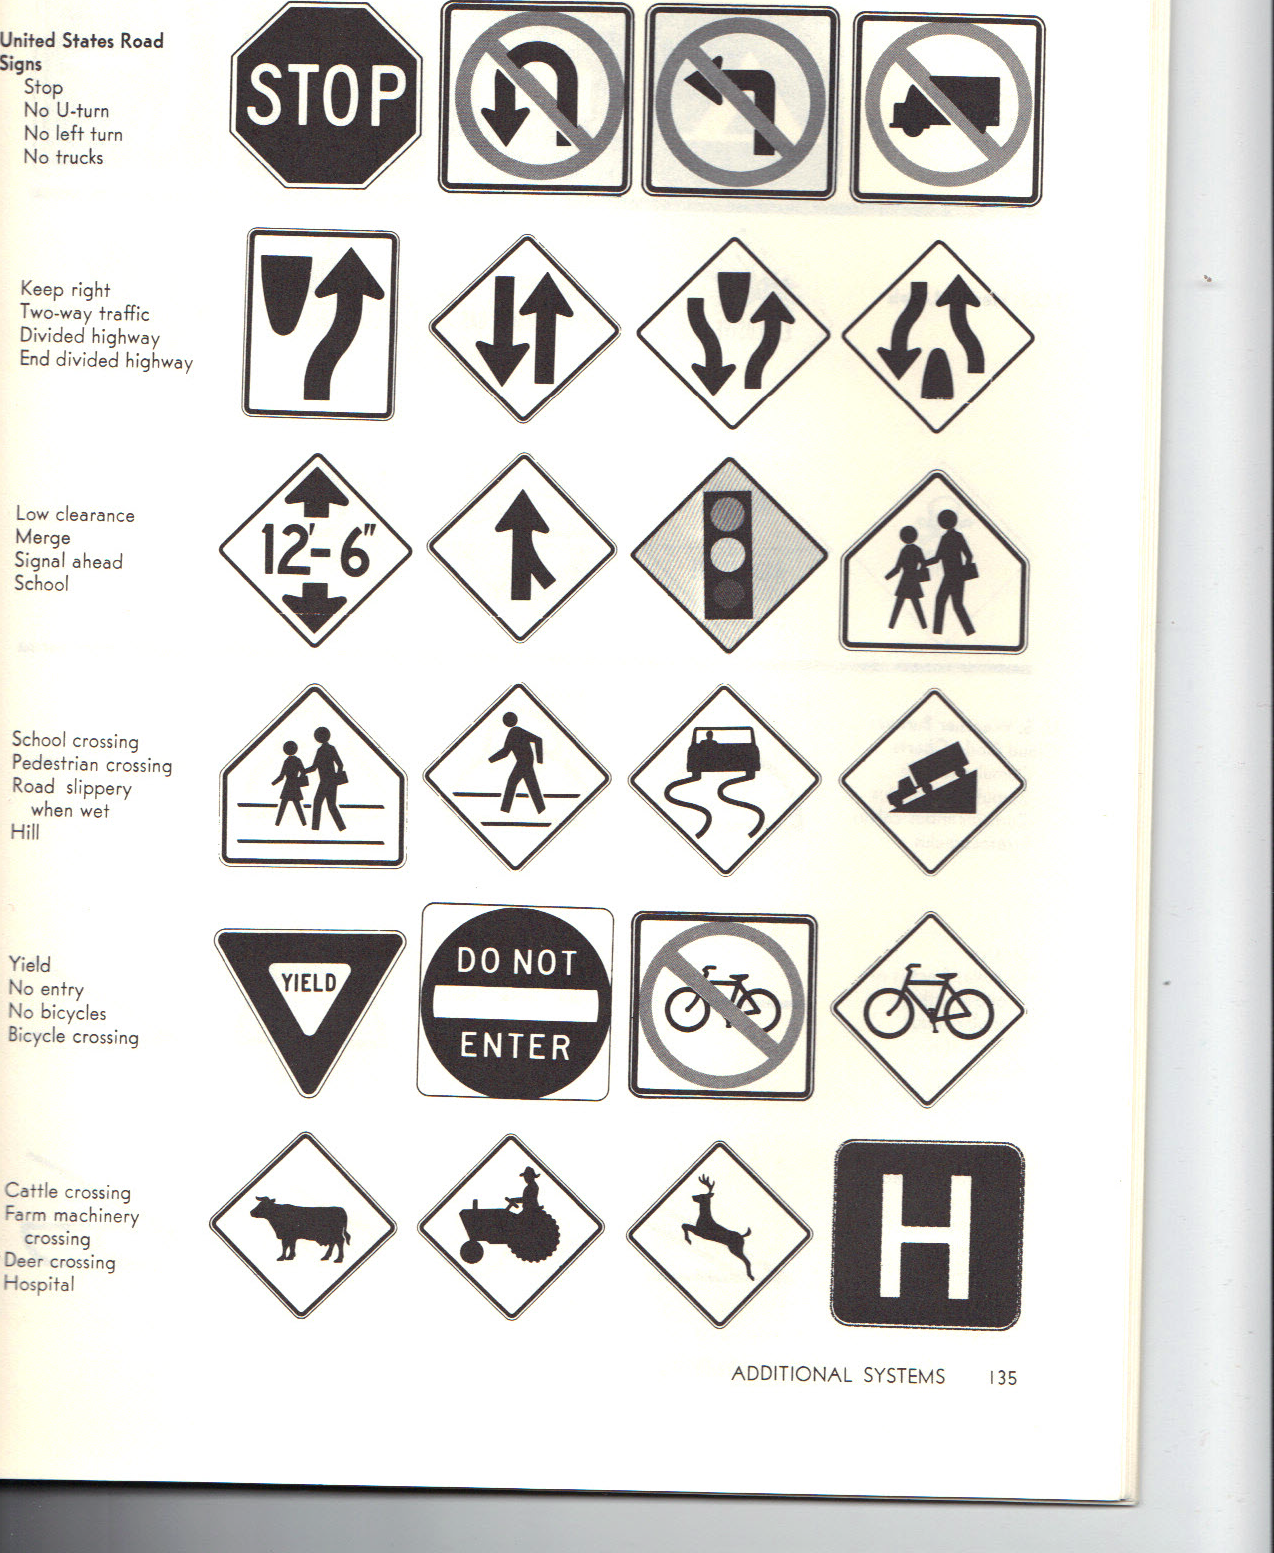 United States Road
Signs
Stop
No U-turn
No left turn
No trucks
STOP
Keep right
Two-way traffic
Divided highway
End divided highway
Low clearance
Merge
Signal ahead
School
12'-6"
School crossing
Pedestrian crossing
Road slippery
when wet
Hill
Yield
No entry
No bicycles
Bicycle crossing
YIELD
DO NOT
ENTER
Cattle crossing
Farm machinery
crossing
Deer crossing
Hospital
H
ADDITIONAL SYSTEMS 135